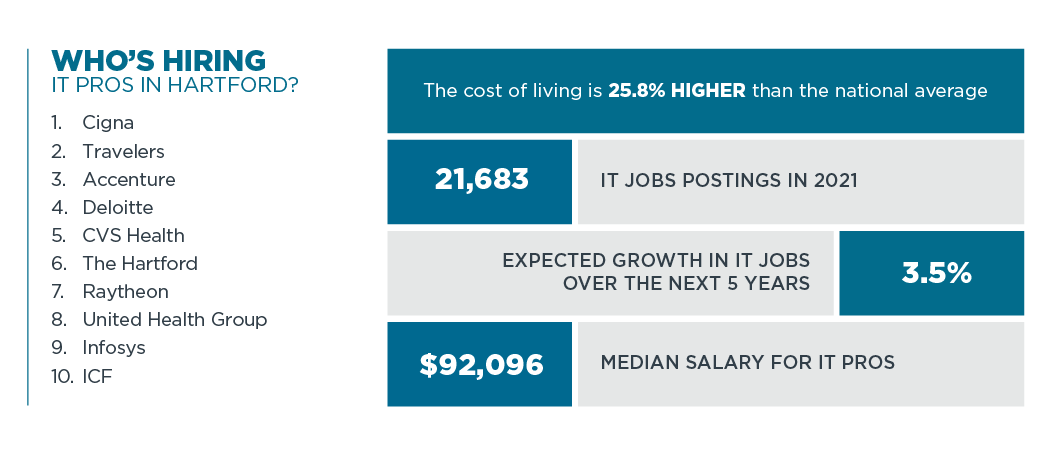 WHO'S HIRING
IT PROS IN HARTFORD?
1. Cigna
2. Travelers
3. Accenture
4. Deloitte
5. CVS Health
6. The Hartford
7. Raytheon
8. United Health Group
9. Infosys
10. ICF
The cost of living is 25.8% HIGHER than the national average
21,683
IT JOBS POSTINGS IN 2021
EXPECTED GROWTH IN IT JOBS
OVER THE NEXT 5 YEARS
3.5%
$92,096
MEDIAN SALARY FOR IT PROS